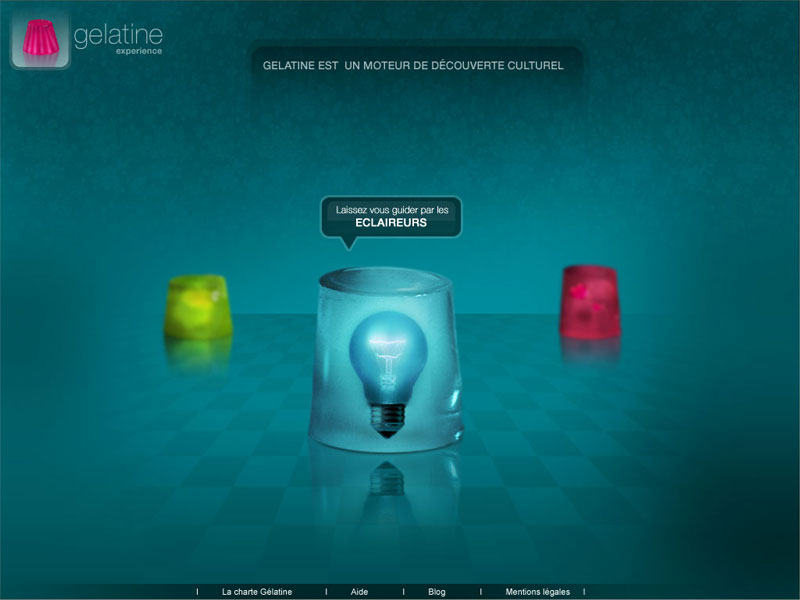 gelatine
experience
GELATINE EST UN MOTEUR DE DÉCOUVERTE CULTUREL
Laissez vous guider par les
ECLAIREURS
I La charte Gélatine I Aide I Blog I Mentions légales I